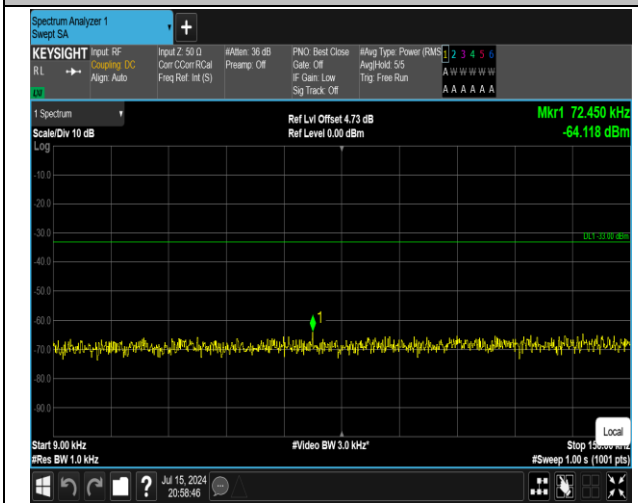 Spectrum Analyzer 1
Swept SA
+
KEYSIGHT
RL
Input: RF
Coupling: DC
Align: Auto
Input Z: 50 Ω
Corr CCorr RCal
Freq Ref: Int (S)
#Atten: 36 dB
Preamp: Off
PNO: Best Close
Gate: Off
IF Gain: Low
Sig Track: Off
#Avg Type: Power (RMS
Avg|Hold: 5/5
Trig: Free Run
1 2 3 4 5 6
A W W W W W
A A A A A A
1 Spectrum
Scale/Div 10 dB
Ref Lvl Offset 4.73 dB
Ref Level 0.00 dBm
Mkr1 72.450 kHz
-64.118 dBm
Log
-10.0
-20.0
-30.0
DL1 -33.00 dBm
-40.0
-50.0
1
-60.0
-70.0
-80.0
-90.0
Local
Start 9.00 kHz
#Video BW 3.0 kHz*
Stop
#Res BW 1.0 kHz
#Sweep 1.00 s (1001 pts)
?
Jul 15, 2024
20:58:46